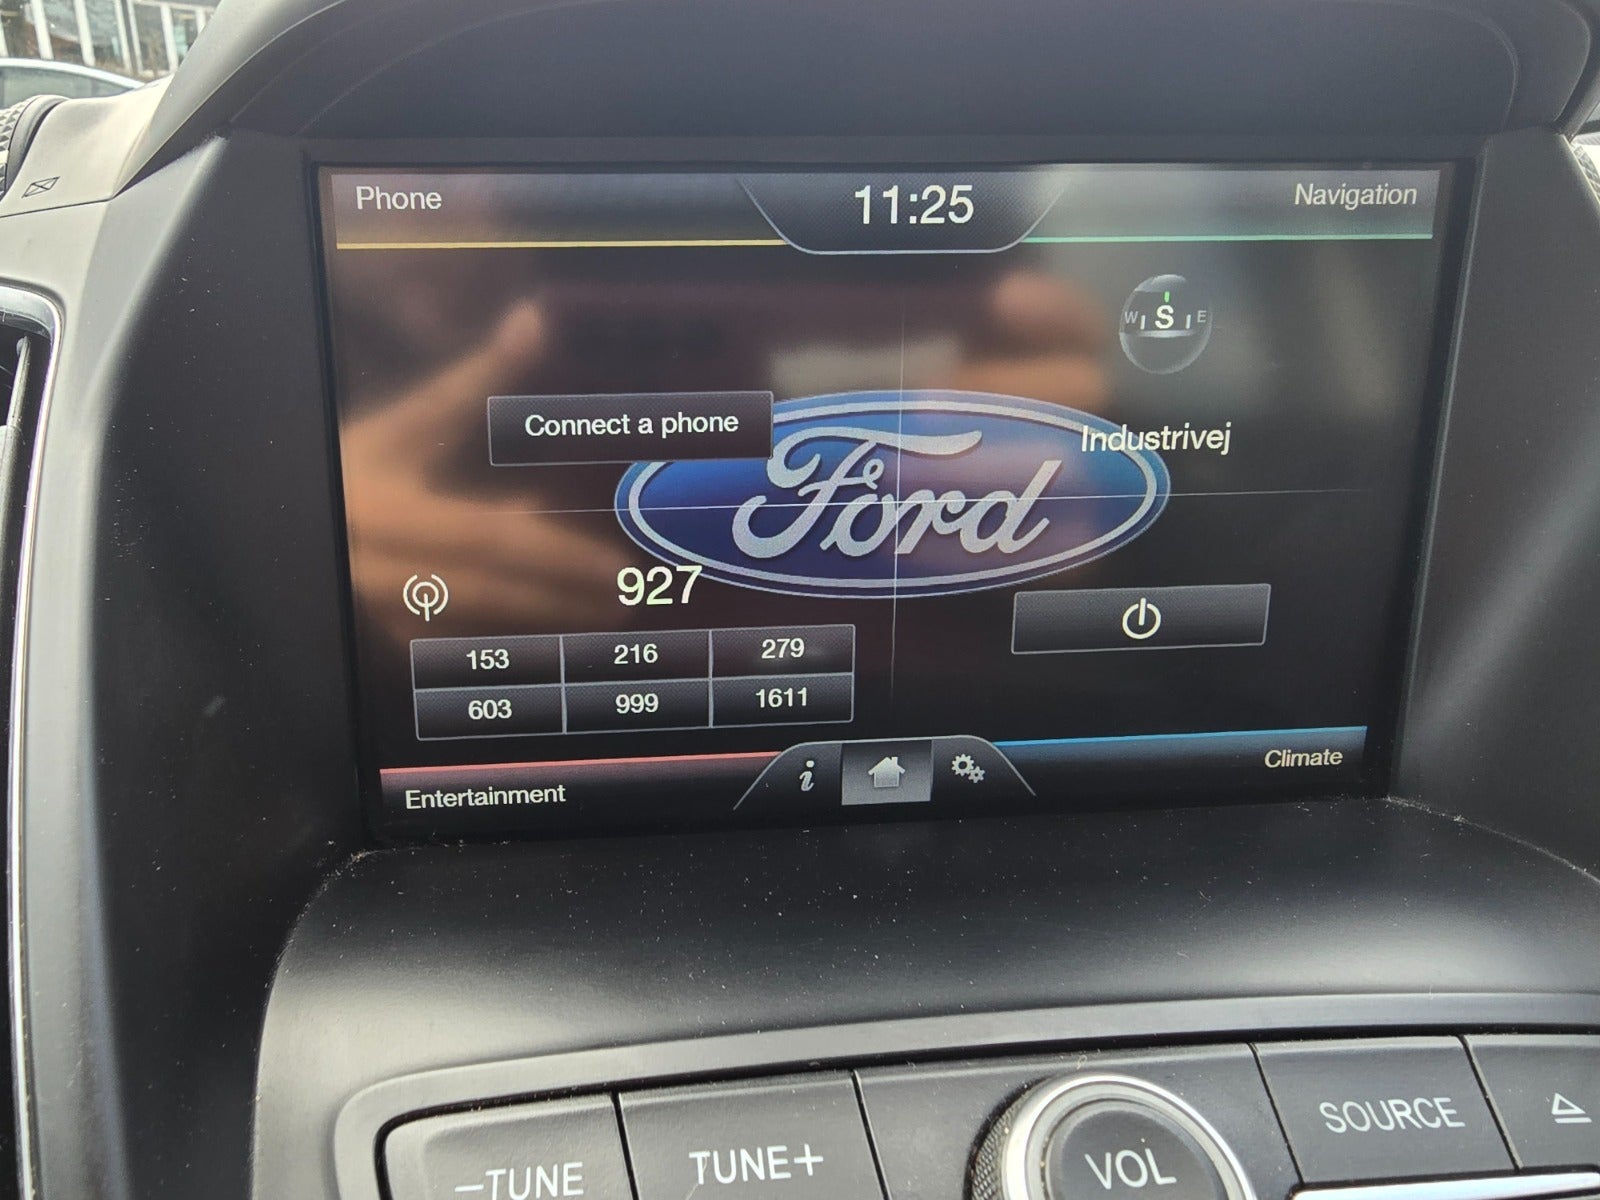 Phone
11:25
Navigation
W S E
Connect a phone
Ford
Industrivej
927
153 216 279
603 999 1611
Entertainment
i
Climate
–TUNE
TUNE+
VOL
SOURCE